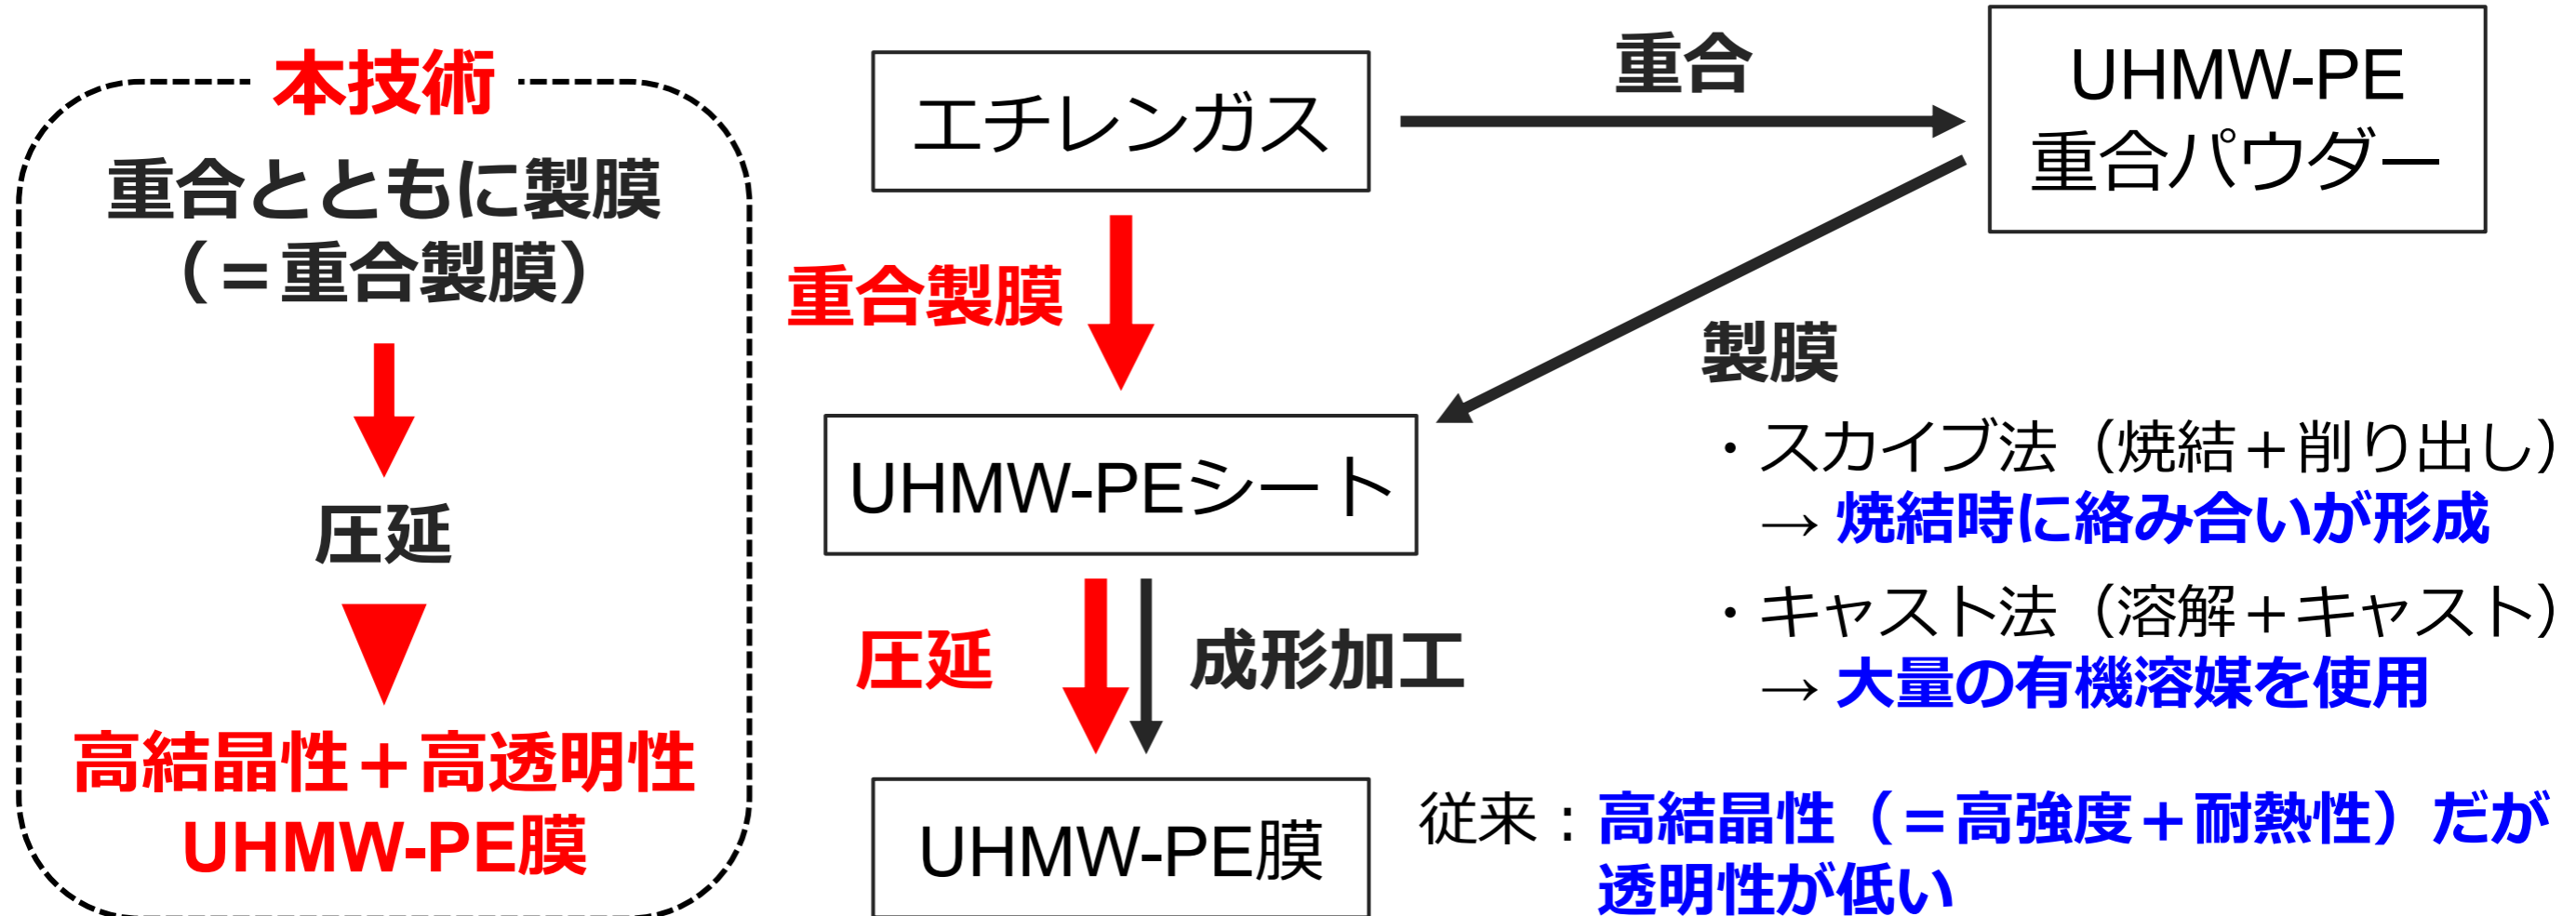 本技術
重合とともに製膜
（＝重合製膜）
圧延
高結晶性＋高透明性
UHMW-PE膜
エチレンガス
重合
UHMW-PE
重合パウダー
重合製膜
製膜
UHMW-PEシート
・スカイブ法（焼結＋削り出し）
→ 焼結時に絡み合いが形成
・キャスト法（溶解＋キャスト）
→ 大量の有機溶媒を使用
圧延
成形加工
UHMW-PE膜
従来：高結晶性（＝高強度＋耐熱性）だが
透明性が低い